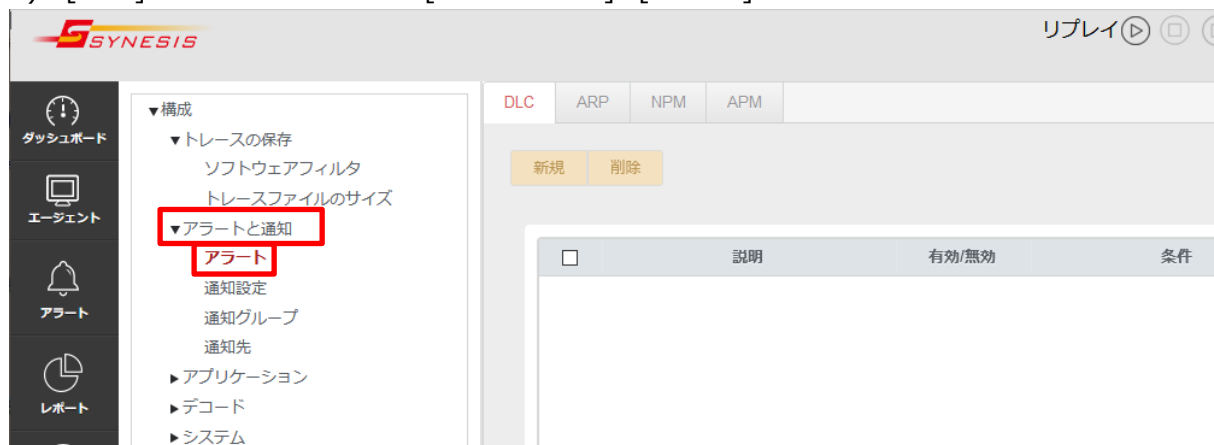 SYNESIS
リプレイ
ダッシュボード
エージェント
アラート
レポート
▼構成
▼トレースの保存
ソフトウェアフィルタ
トレースファイルのサイズ
▼アラートと通知
アラート
通知設定
通知グループ
通知先
▶アプリケーション
▶デコード
▶システム
DLC ARP NPM APM
新規 削除
説明 有効/無効 条件